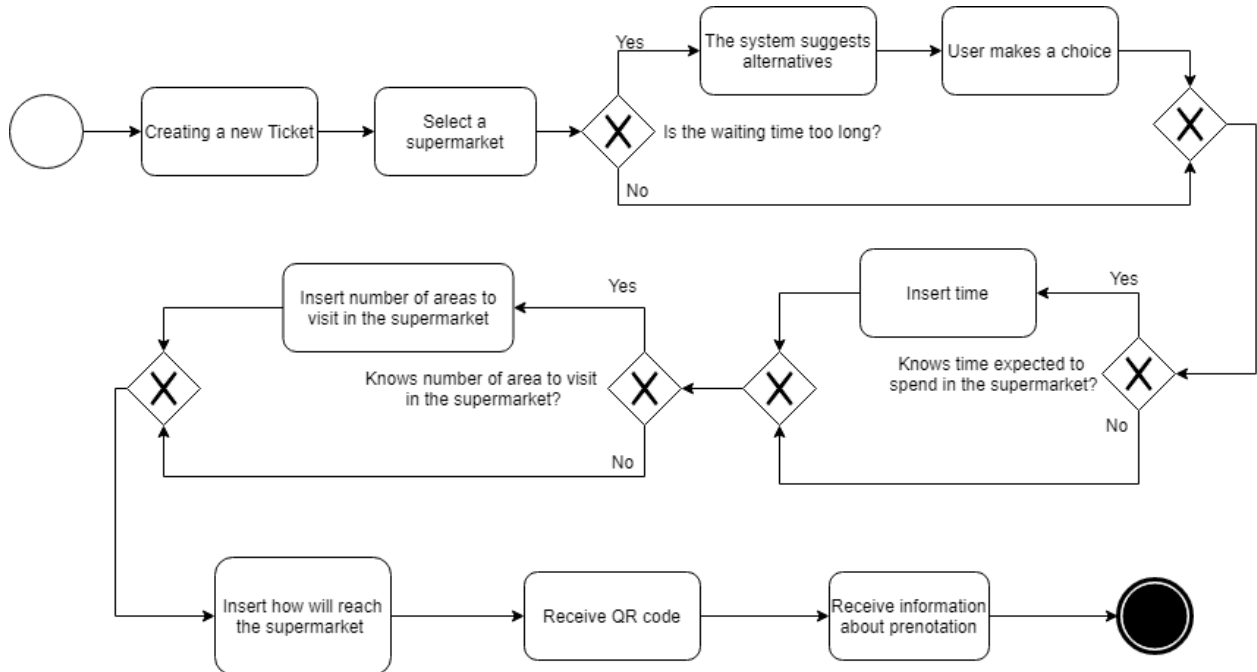 Yes
The system suggests
alternatives
User makes a choice
Creating a new Ticket
Select a
supermarket
Is the waiting time too long?
No
Insert number of areas to
visit in the supermarket
Yes
Insert time
Yes
Knows number of area to visit
in the supermarket?
Knows time expected to
spend in the supermarket?
No
No
Insert how will reach
the supermarket
Receive QR code
Receive information
about prenotation